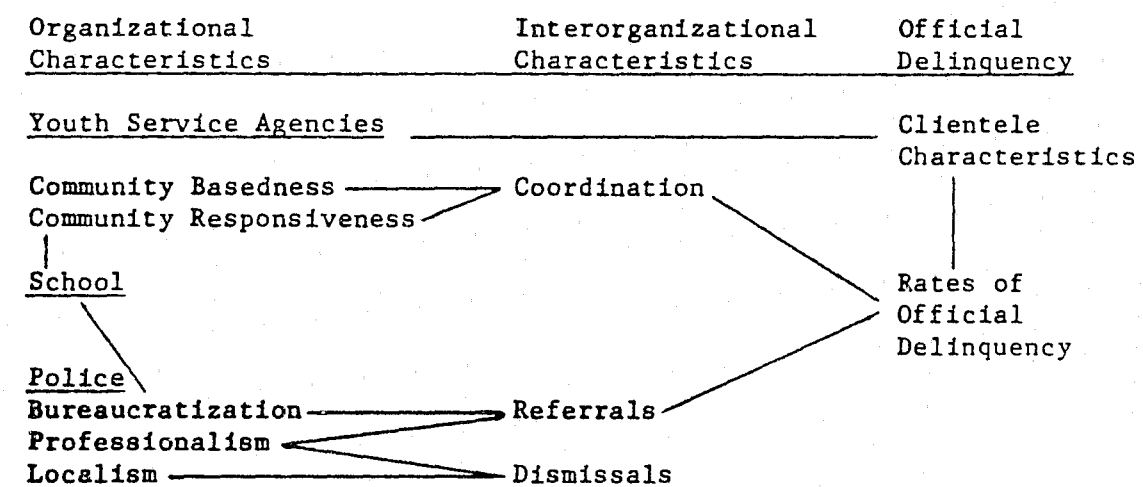 Organizational Interorganizational Official
Characteristics Characteristics Delinquency
Youth Service Agencies Clientele
Characteristics
Community Basedness Coordination
Community Responsiveness
School Rates of
Official
Delinquency
Police
Bureaucratization Referrals
Professionalism
Localism Dismissals